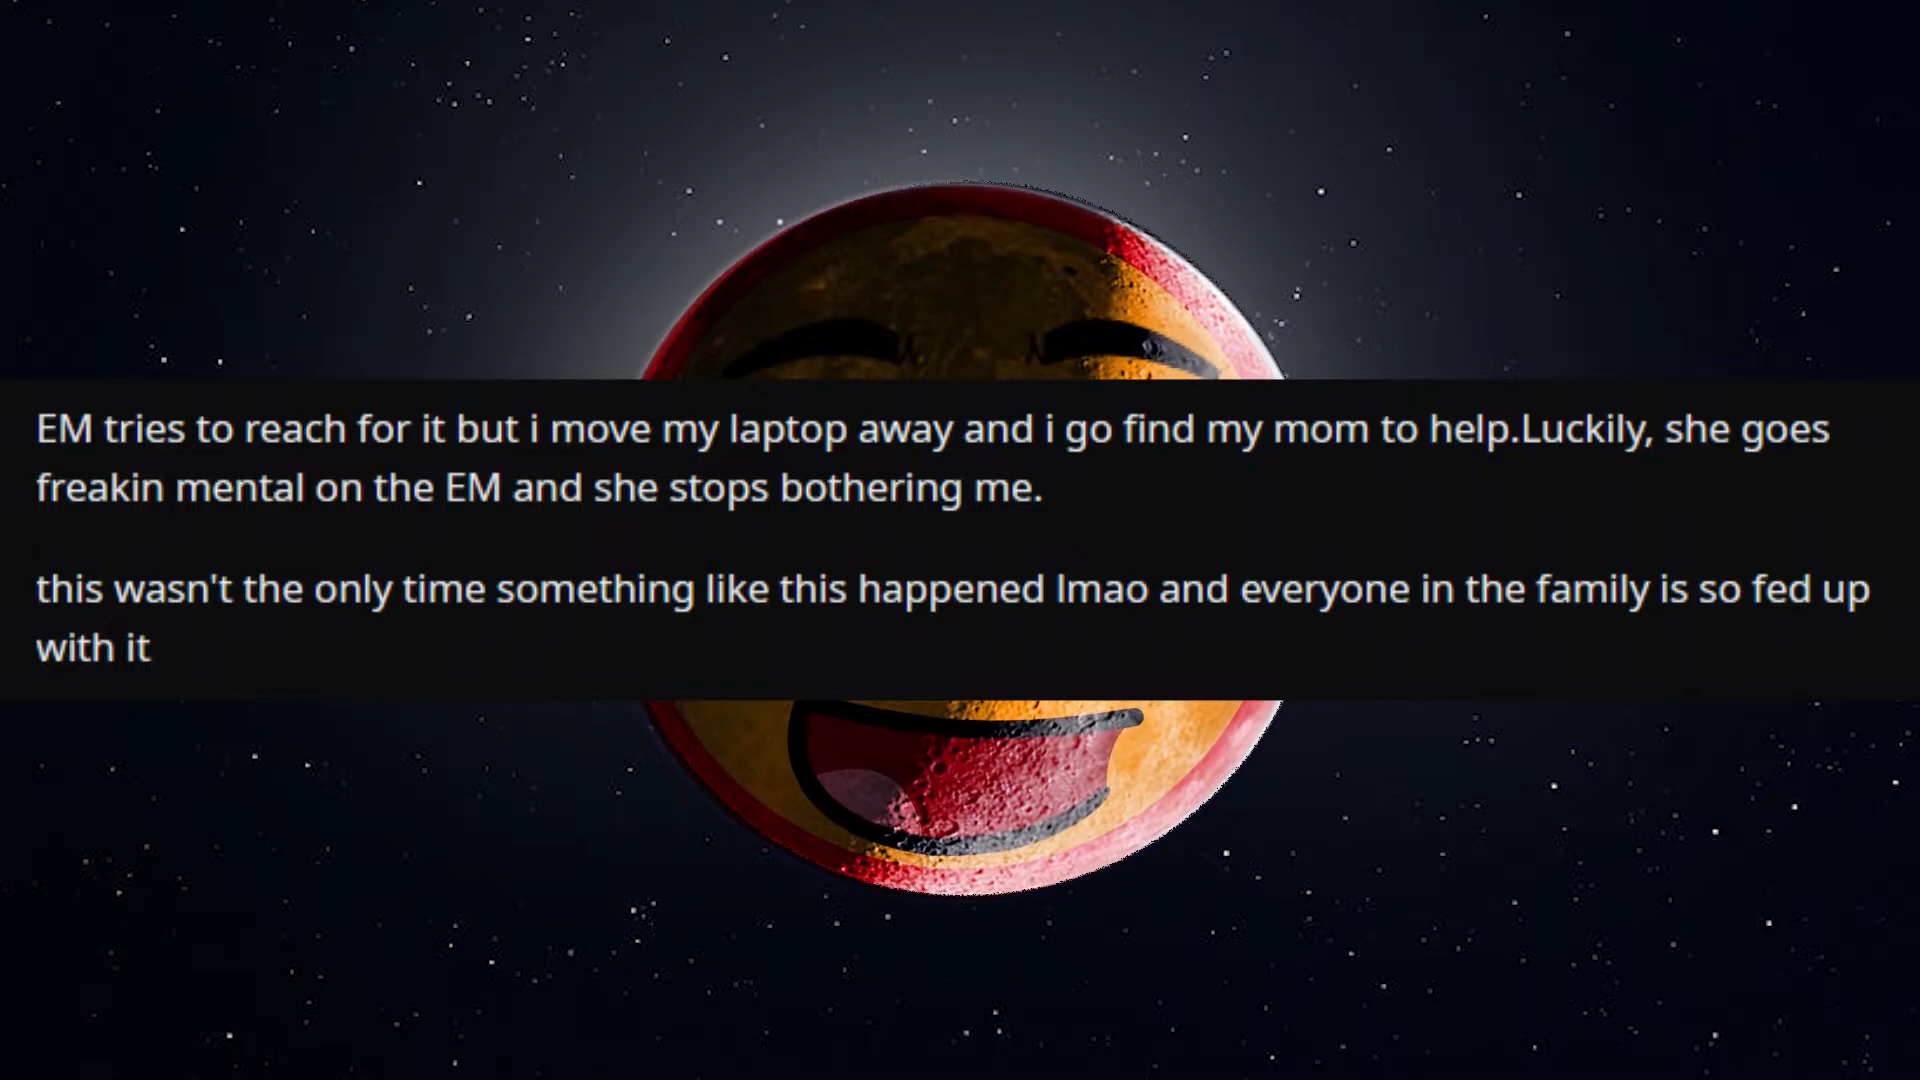 EM tries to reach for it but i move my laptop away and i go find my mom to help.Luckily, she goes
freakin mental on the EM and she stops bothering me.
this wasn't the only time something like this happened lmao and everyone in the family is so fed up
with it